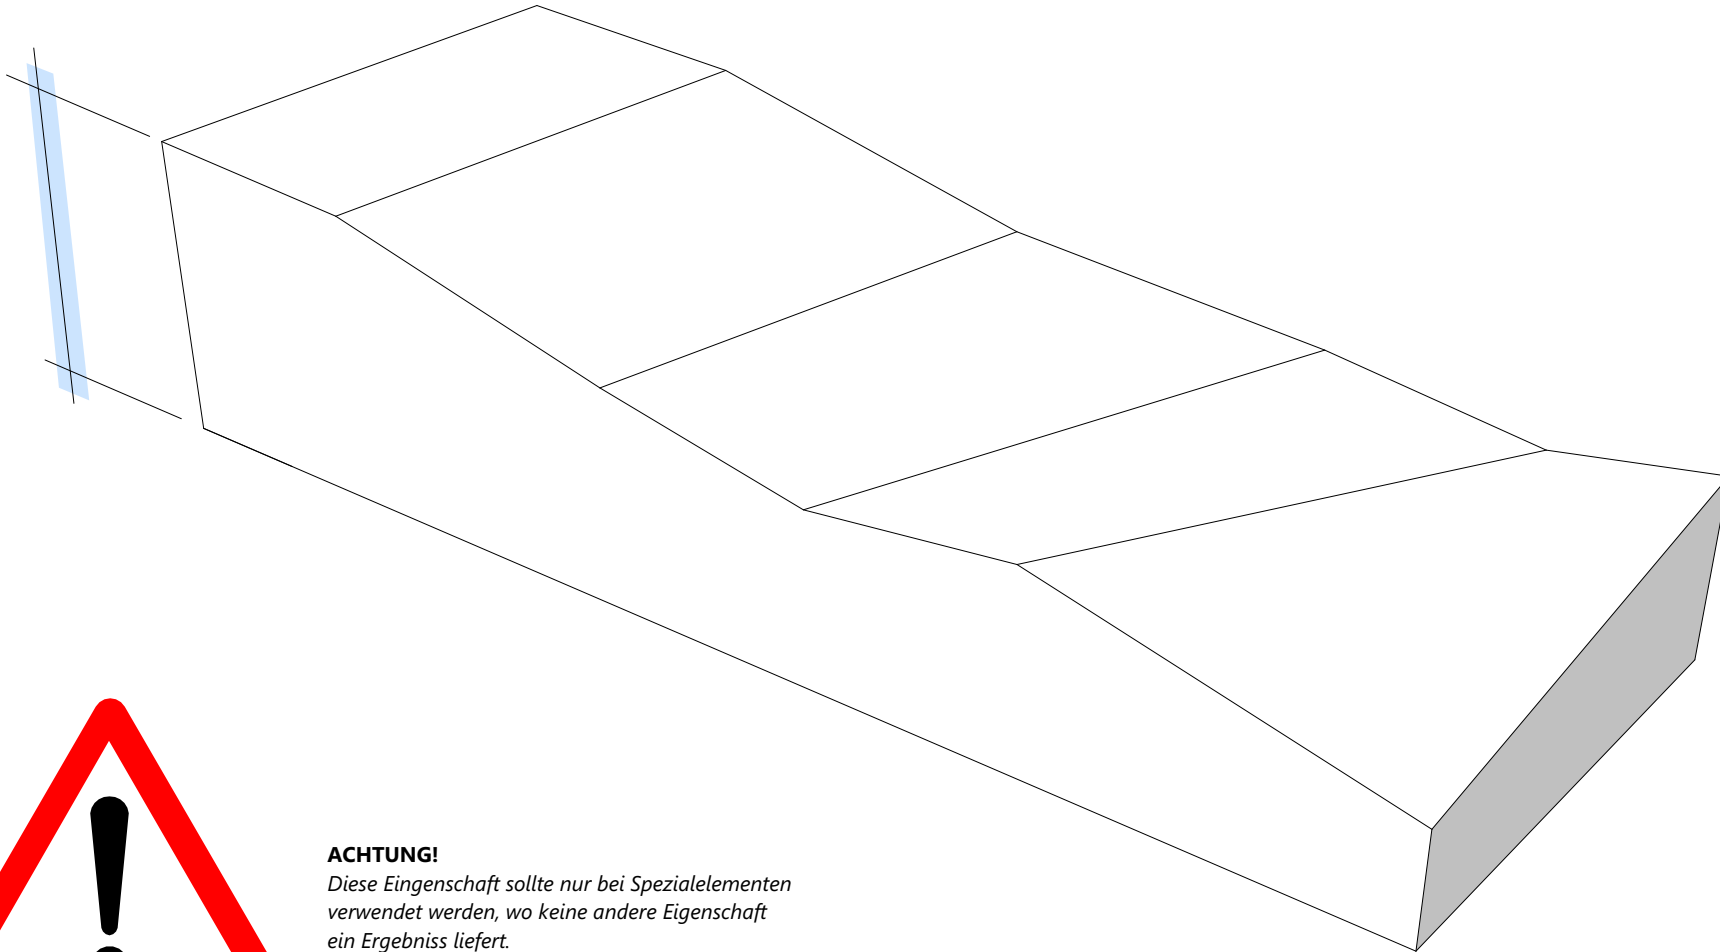 ACHTUNG!
Diese Eingenschaft sollte nur bei Spezialelementen
verwendet werden, wo keine andere Eigenschaft
ein Ergebniss liefert.